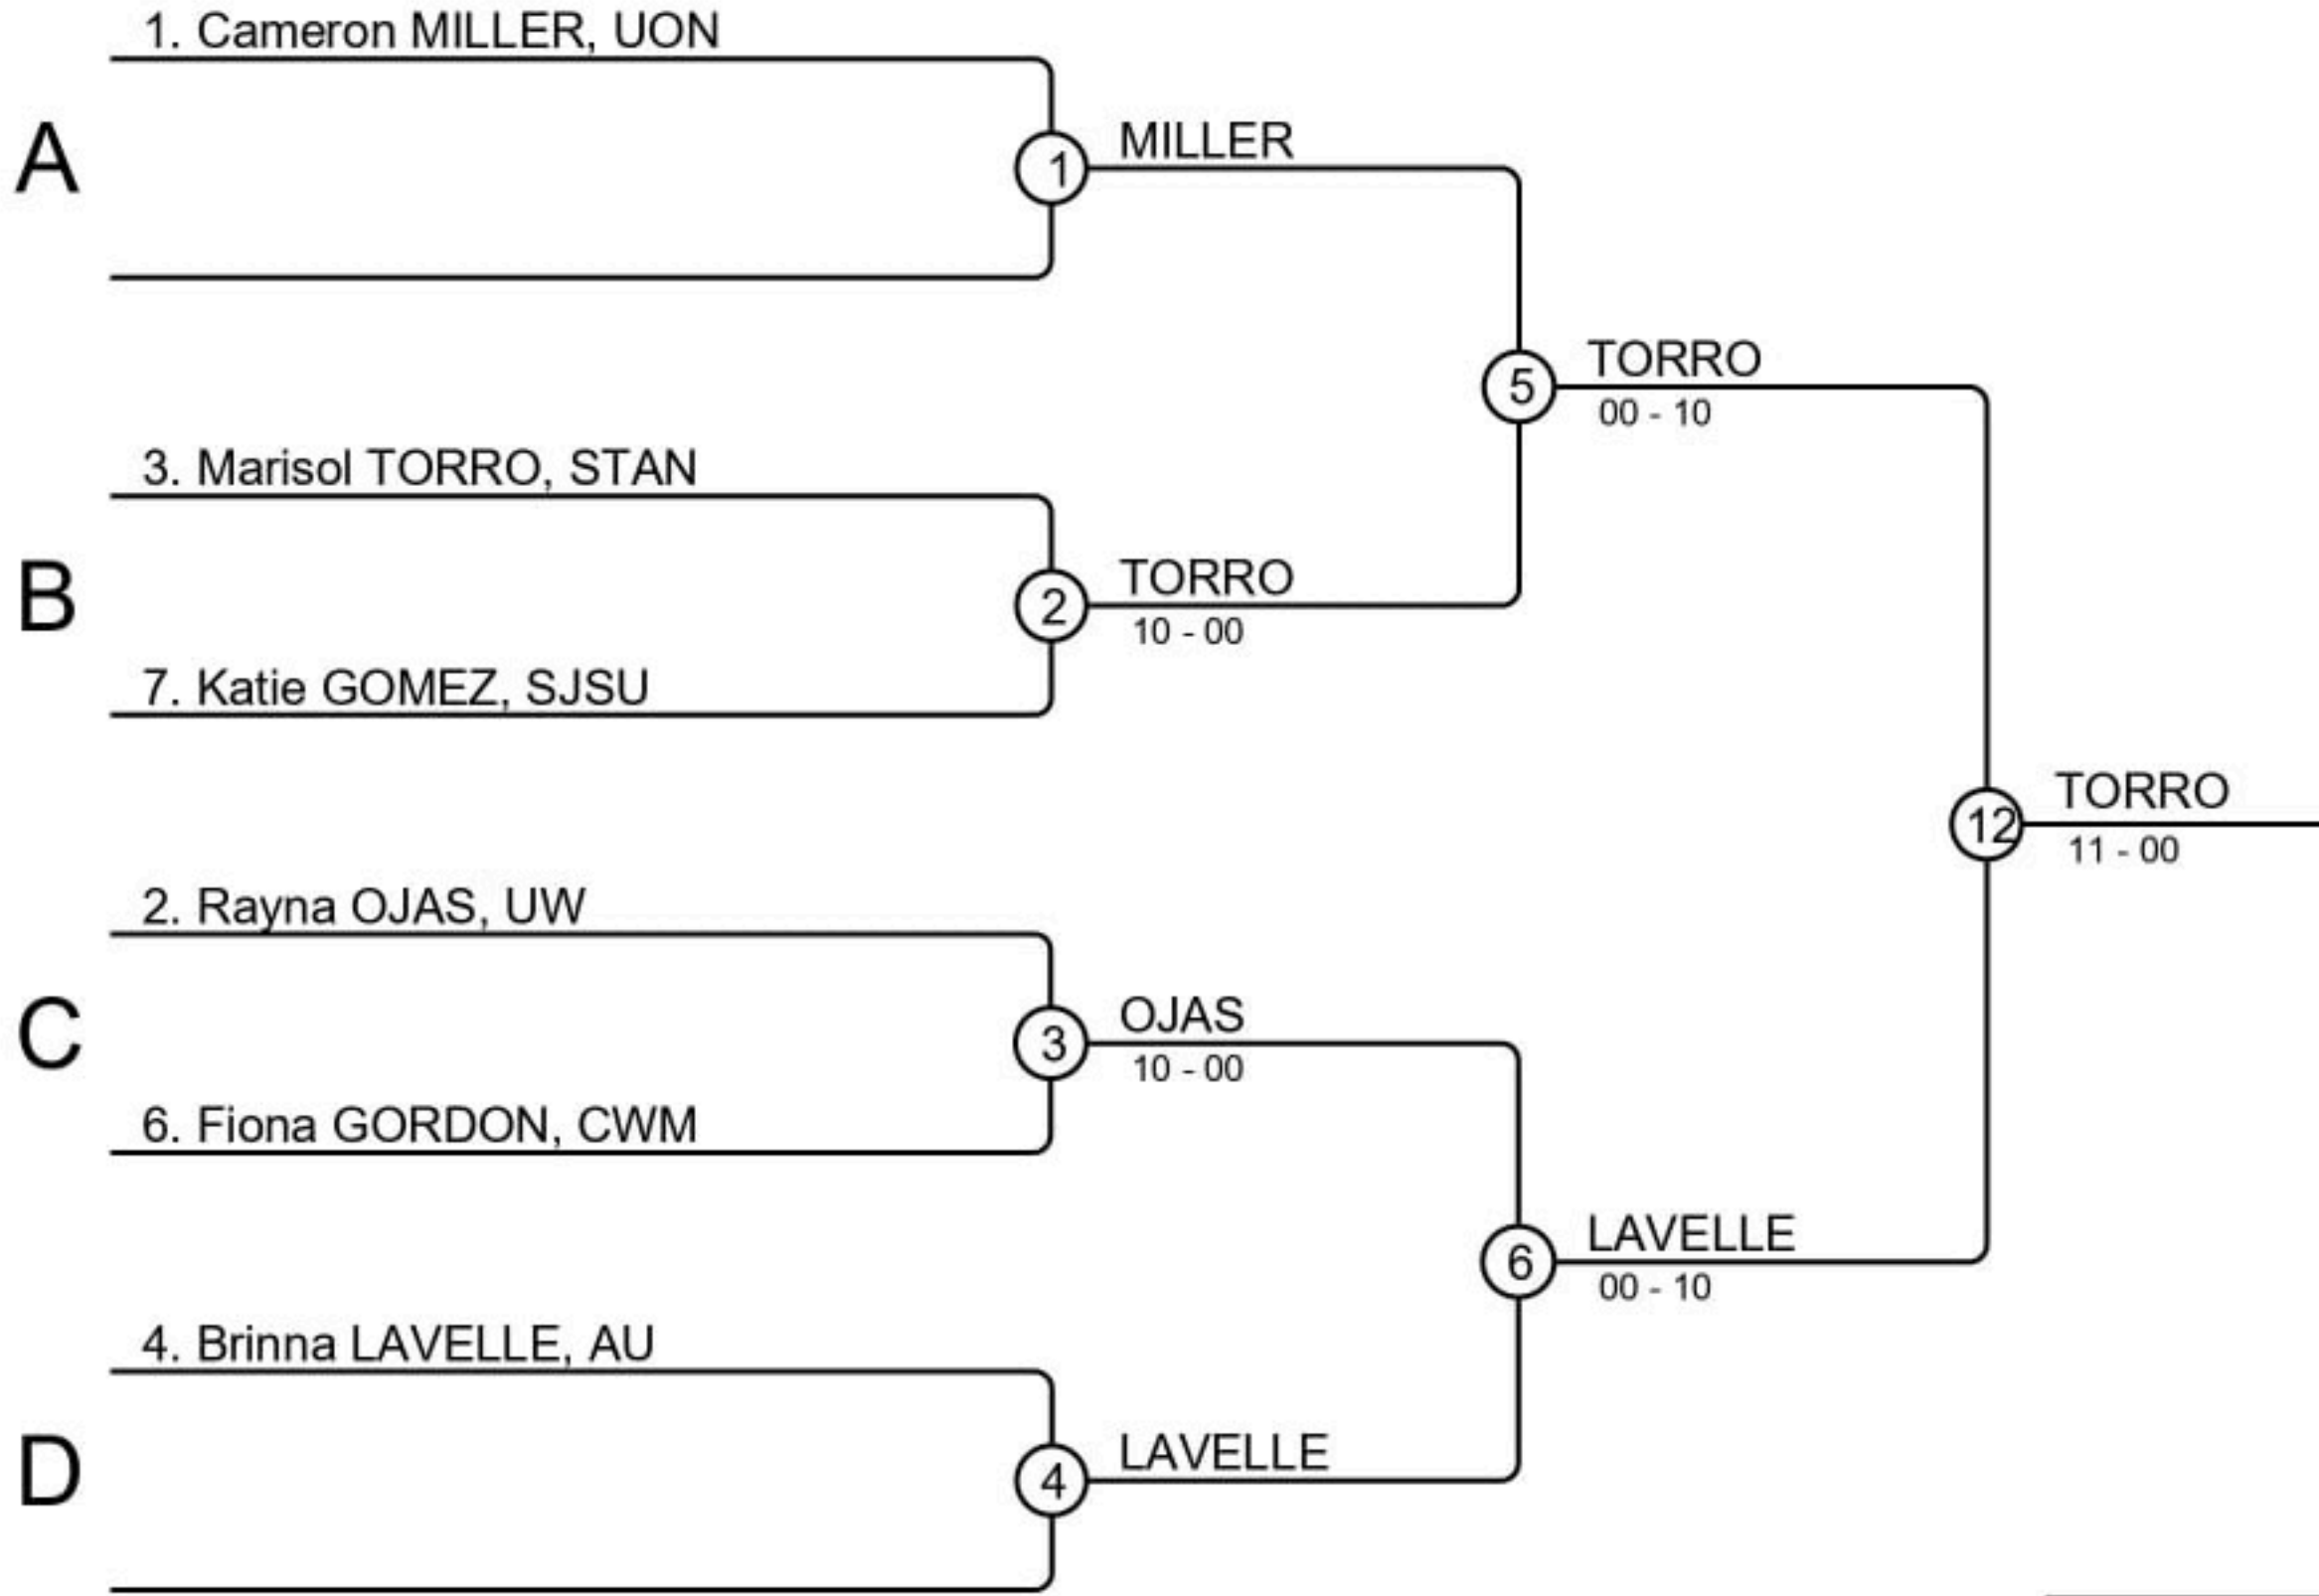 1. Cameron MILLER, UON
A
1
MILLER
5
TORRO
00 - 10
3. Marisol TORRO, STAN
B
2
TORRO
10 - 00
7. Katie GOMEZ, SJSU
12
TORRO
11 - 00
2. Rayna OJAS, UW
C
3
OJAS
10 - 00
6. Fiona GORDON, CWM
6
LAVELLE
00 - 10
4. Brinna LAVELLE, AU
D
4
LAVELLE